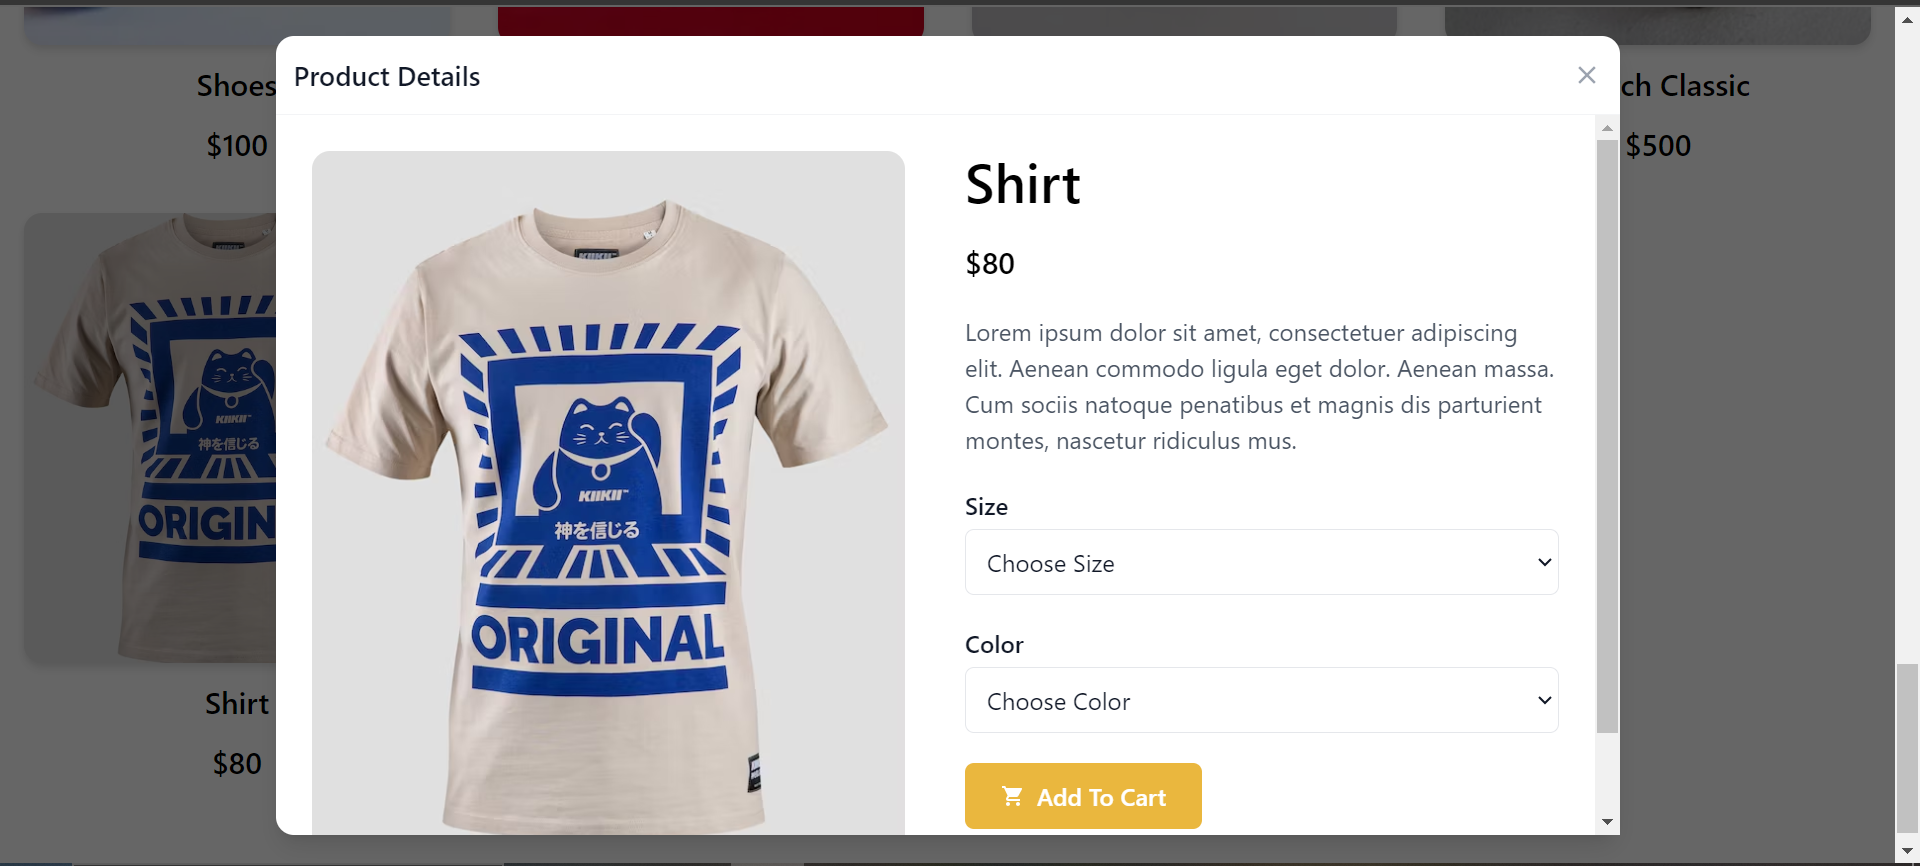 Product Details
Shoes
$100
ch Classic
$500
KIIKII
KIIKII™
神を信じる
ORIGINAL
Shirt
$80
Lorem ipsum dolor sit amet, consectetuer adipiscing
elit. Aenean commodo ligula eget dolor. Aenean massa.
Cum sociis natoque penatibus et magnis dis parturient
montes, nascetur ridiculus mus.
Size
Choose Size
Color
Choose Color
Add To Cart
KIIKII™
神を信じる
ORIGIN
Shirt
$80